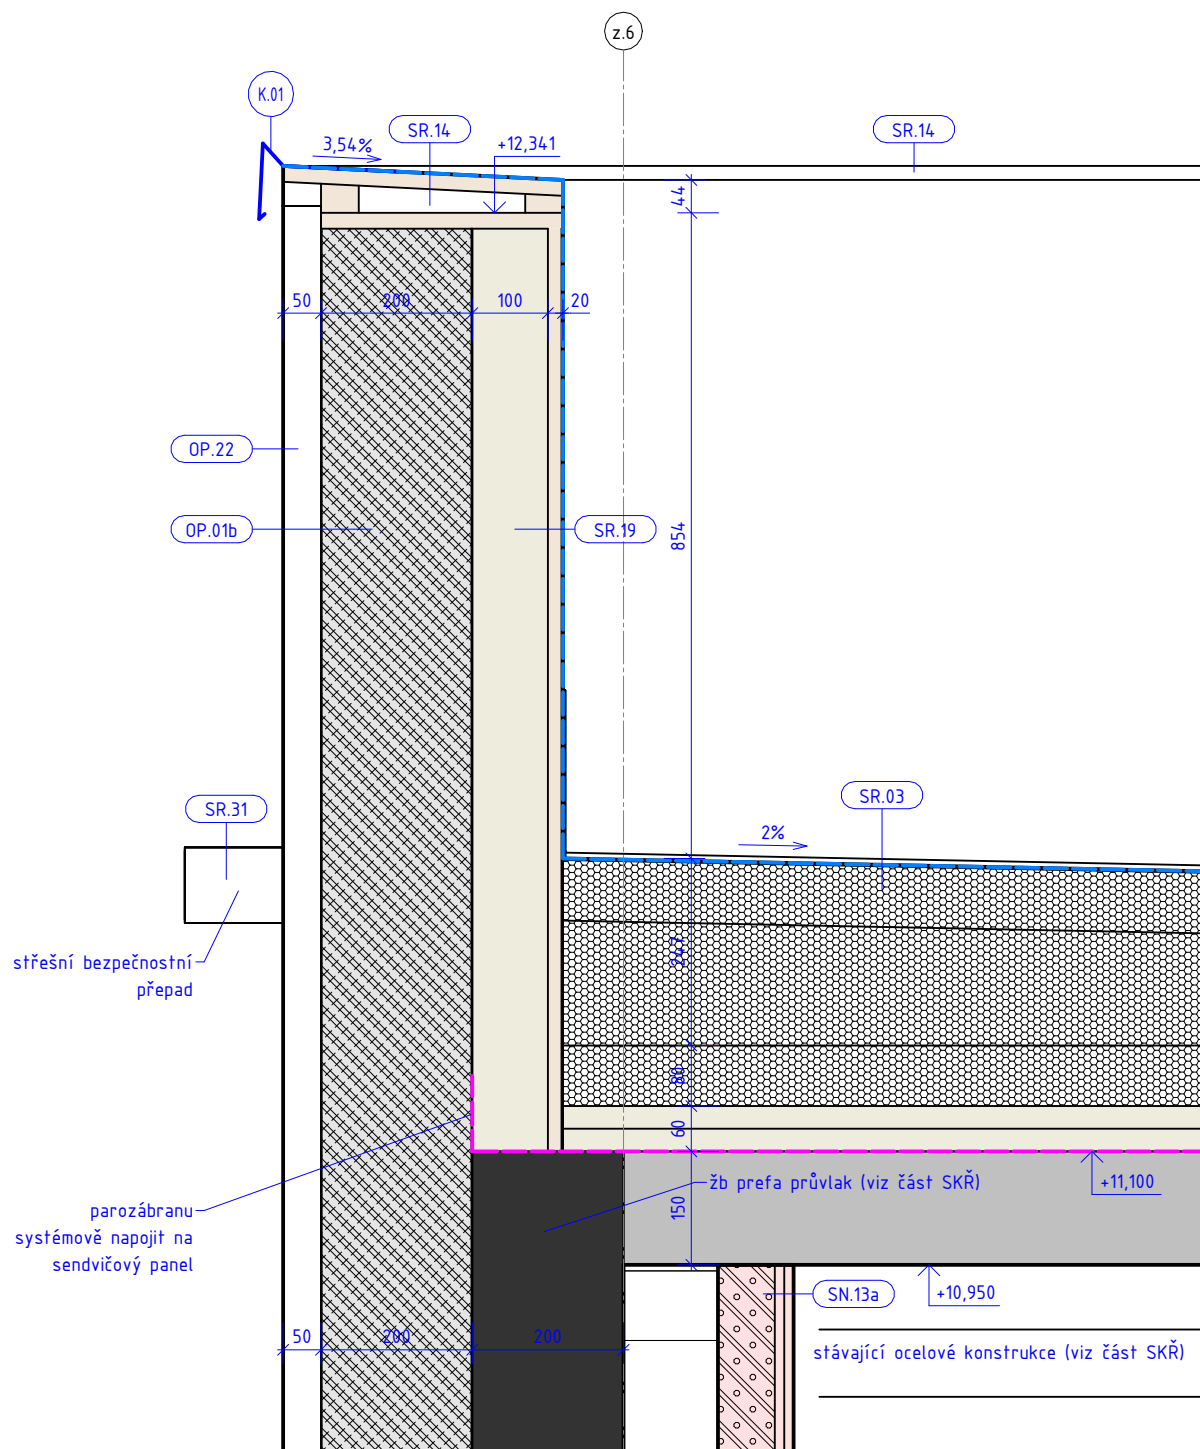 z.6
K.01
3,54%
SR.14
+12,341
SR.14
44
50
200
100
20
OP.22
OP.01b
SR.19
854
SR.31
SR.03
2%
střešní bezpečnostní
přepad
247
80
60
parozábranu
systémově napojit na
sendvičový panel
žb prefa průvlak (viz část SKŘ)
+11,100
150
SN.13a
+10,950
50
200
200
stávající ocelové konstrukce (viz část SKŘ)